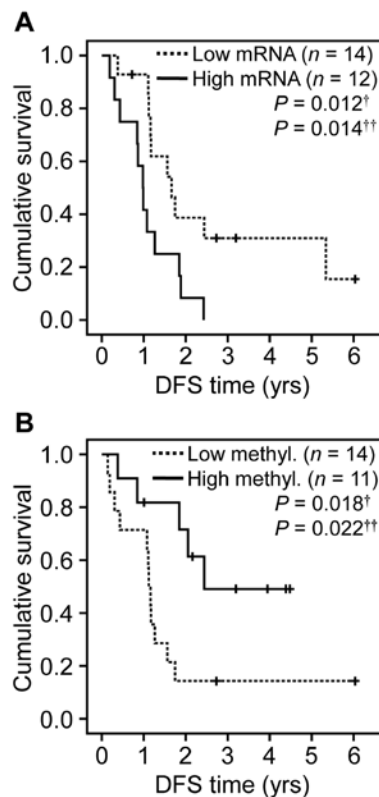 A
1.0
Low mRNA (n = 14)
High mRNA (n = 12)
P = 0.012†
P = 0.014††
0.8
0.6
0.4
0.2
0.0
Cumulative survival
0 1 2 3 4 5 6
DFS time (yrs)
B
1.0
Low methyl. (n = 14)
High methyl. (n = 11)
P = 0.018†
P = 0.022††
0.8
0.6
0.4
0.2
0.0
Cumulative survival
0 1 2 3 4 5 6
DFS time (yrs)